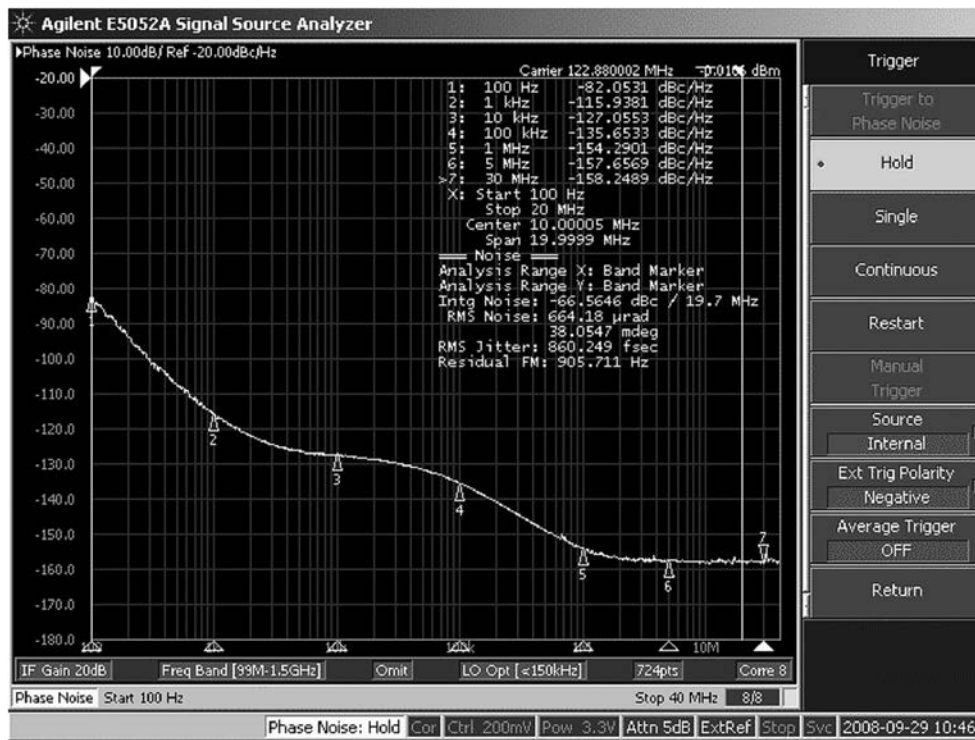 Agilent E5052A Signal Source Analyzer
Phase Noise 10.00dB/ Ref -20.00dBc/Hz
Carrier 122.880002 MHz dBm
1: 100 Hz -82.0531 dBc/Hz
2: 1 kHz -115.9381 dBc/Hz
3: 10 kHz -127.0553 dBc/Hz
4: 100 kHz -135.6533 dBc/Hz
5: 1 MHz -154.2901 dBc/Hz
6: 5 MHz -157.6569 dBc/Hz
>7: 30 MHz -158.2489 dBc/Hz
X: Start 100 Hz
Stop 20 MHz
Center 10.00005 MHz
Span 19.9999 MHz
Noise
Analysis Range X: Band Marker
Analysis Range Y: Band Marker
Intg Noise: -66.5646 dBc / 19.7 MHz
RMS Noise: 664.18 µrad
38.0547 mdeg
RMS Jitter: 860.249 fsec
Residual FM: 905.711 Hz
-20.00
-30.00
-40.00
-50.00
-60.00
-70.00
-80.00
-90.00
-100.0
-110.0
-120.0
-130.0
-140.0
-150.0
-160.0
-170.0
-180.0
1
2
3
4
5
6
7
10M
IF Gain 20dB
Freq Band [99M-1.5GHz]
Omit
LO Opt [≤150kHz]
724pts
Corre 8
Phase Noise Start 100 Hz
Stop 40 MHz
8/8
Trigger
Trigger to
Phase Noise
Hold
Single
Continuous
Restart
Manual
Trigger
Source
Internal
Ext Trig Polarity
Negative
Average Trigger
OFF
Return
Phase Noise: Hold
Cor
Ctrl 200mV
Pow 3.3V
Attn 5dB
ExtRef
Stop
Svc
2008-09-29 10:46